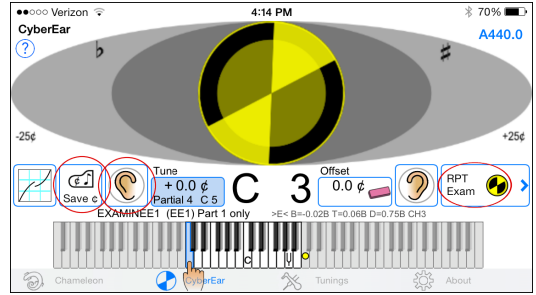 ●●○○○ Verizon 4:14 PM 70%
CyberEar
A440.0
?
♭ ♯
-25¢ +25¢
Tune Offset
+ 0.0 ¢ C 3 0.0 ¢ RPT
Save ¢ Partial 4 C 5 Exam
EXAMINEE1 (EE1) Part 1 only >E< B=-0.02B T=0.06B D=0.75B CH3
C
Chameleon CyberEar Tunings About